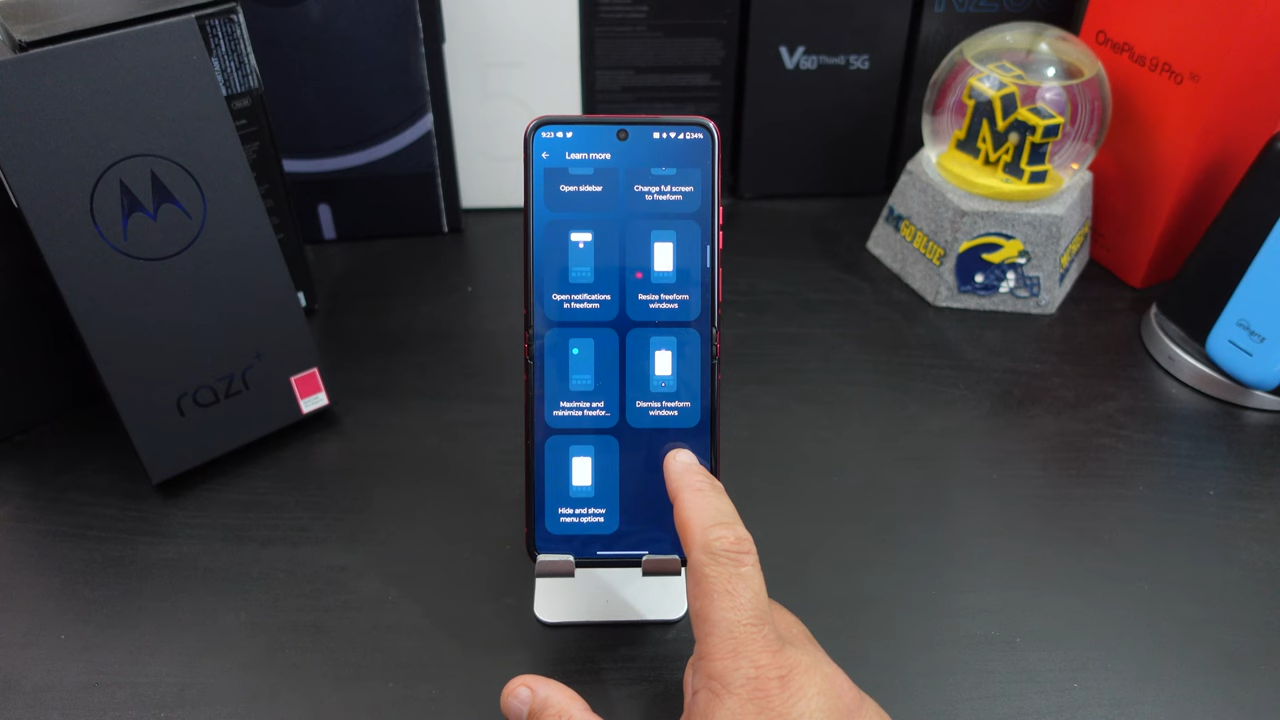 V60 ThinQ 5G
OnePlus 9 Pro 5G
M
GO BLUE
razr+
9:23
34%
Learn more
Open sidebar
Change full screen
to freeform
Open notifications
in freeform
Resize freeform
windows
Maximize and
minimize freefor...
Dismiss freeform
windows
Hide and show
menu options